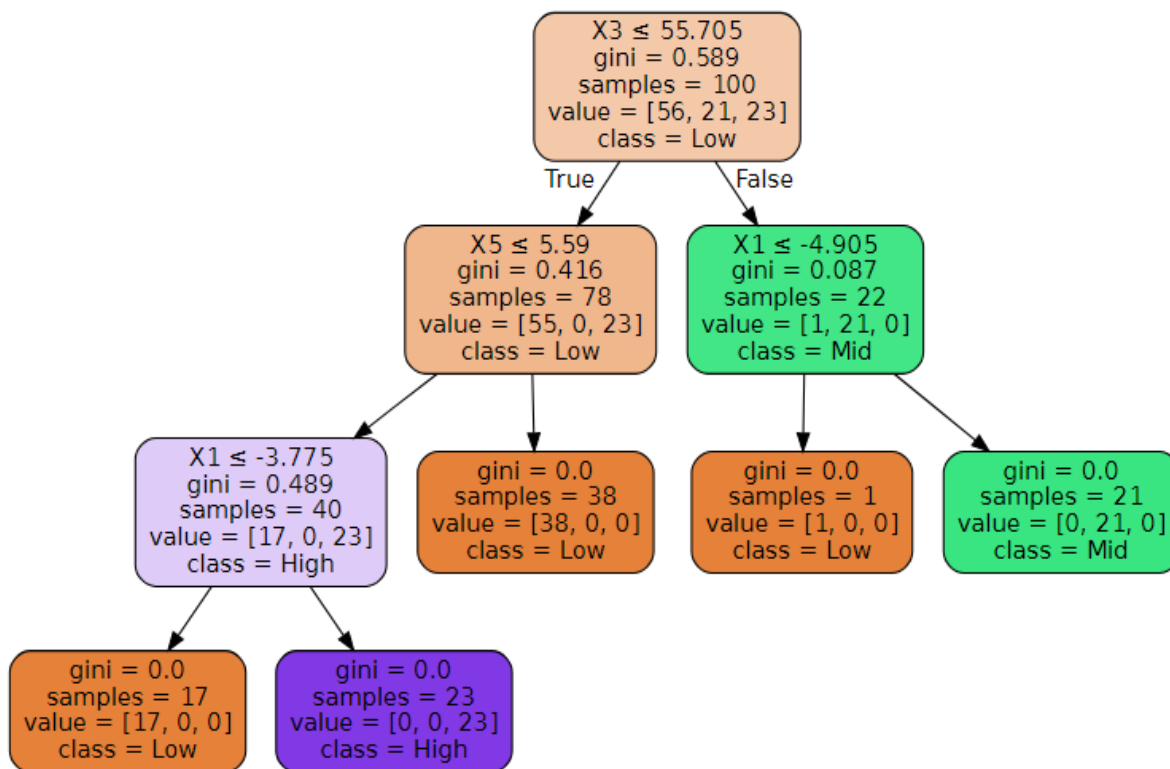 X3 ≤ 55.705
gini = 0.589
samples = 100
value = [56, 21, 23]
class = Low
True
False
X5 ≤ 5.59
gini = 0.416
samples = 78
value = [55, 0, 23]
class = Low
X1 ≤ -4.905
gini = 0.087
samples = 22
value = [1, 21, 0]
class = Mid
X1 ≤ -3.775
gini = 0.489
samples = 40
value = [17, 0, 23]
class = High
gini = 0.0
samples = 38
value = [38, 0, 0]
class = Low
gini = 0.0
samples = 1
value = [1, 0, 0]
class = Low
gini = 0.0
samples = 21
value = [0, 21, 0]
class = Mid
gini = 0.0
samples = 17
value = [17, 0, 0]
class = Low
gini = 0.0
samples = 23
value = [0, 0, 23]
class = High